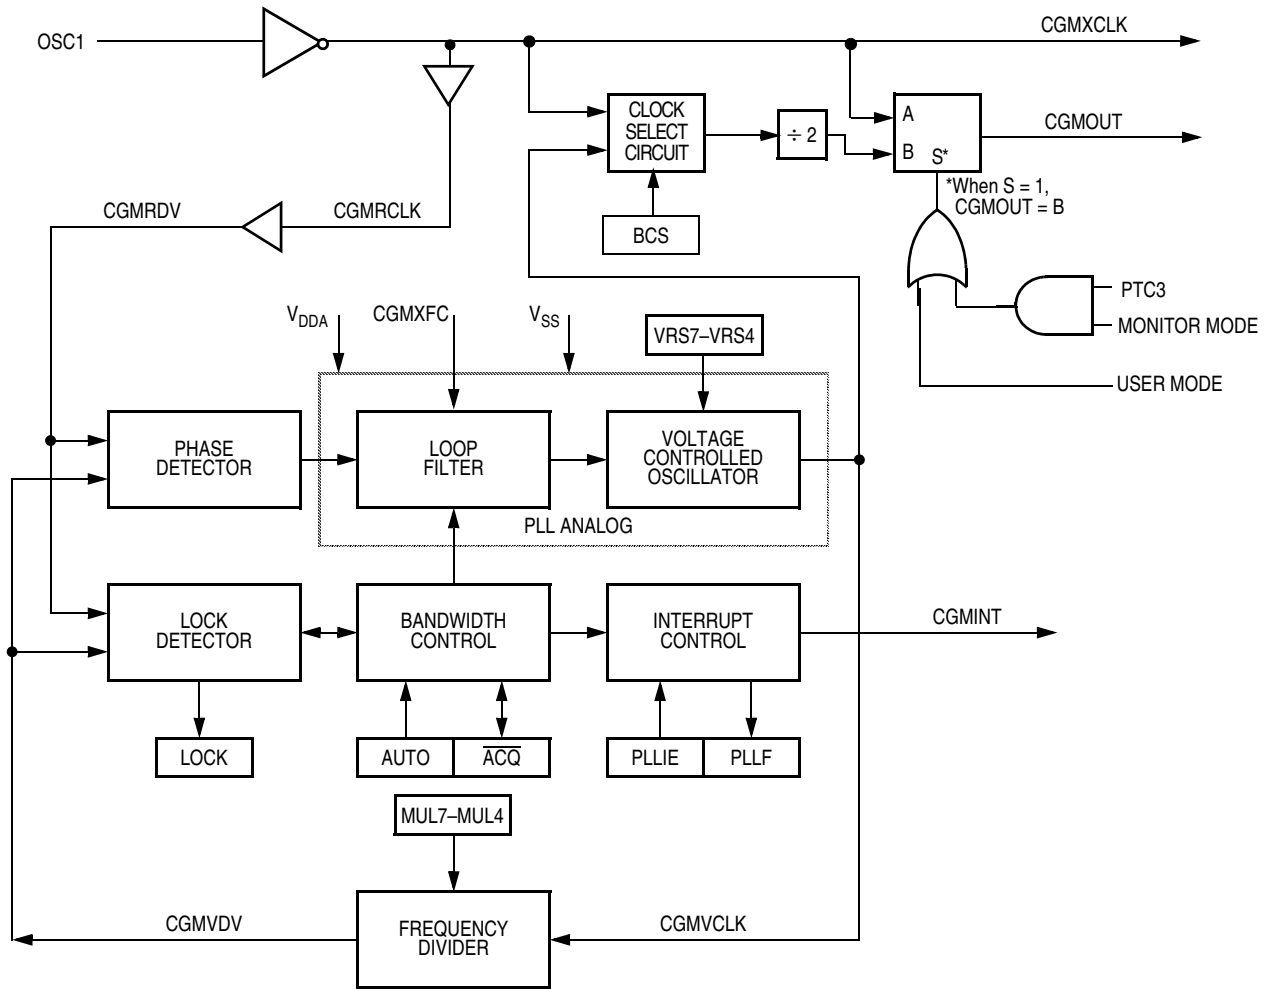 OSC1
CGMXCLK
CLOCK
SELECT
CIRCUIT
÷ 2
A
B
S*
CGMOUT
*When S = 1,
CGMOUT = B
BCS
CGMRDV
CGMRCLK
PTC3
MONITOR MODE
USER MODE
VDDA
CGMXFC
VSS
VRS7–VRS4
PHASE
DETECTOR
LOOP
FILTER
VOLTAGE
CONTROLLED
OSCILLATOR
PLL ANALOG
LOCK
DETECTOR
BANDWIDTH
CONTROL
INTERRUPT
CONTROL
CGMINT
LOCK
AUTO
A̅C̅Q̅
PLLIE
PLLF
MUL7–MUL4
CGMVDV
FREQUENCY
DIVIDER
CGMVCLK